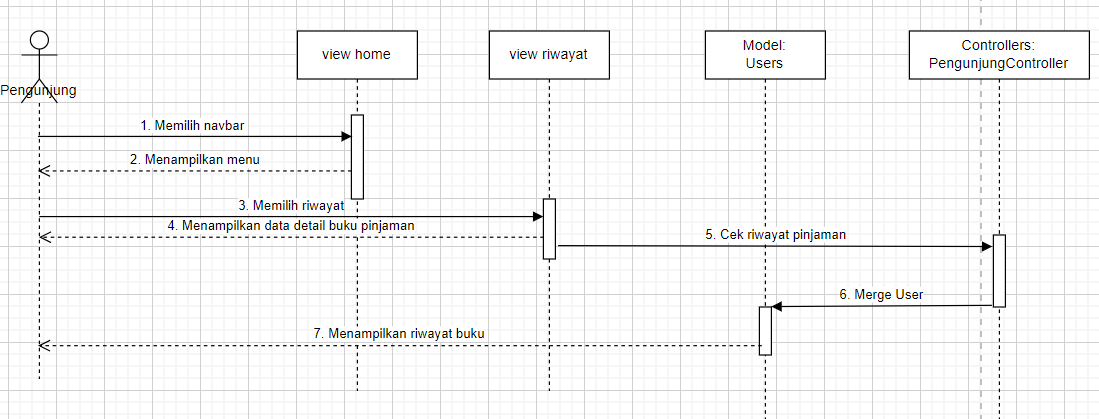 Pengunjung
view home
view riwayat
Model:
Users
Controllers:
PengunjungController
1. Memilih navbar
2. Menampilkan menu
3. Memilih riwayat
4. Menampilkan data detail buku pinjaman
5. Cek riwayat pinjaman
6. Merge User
7. Menampilkan riwayat buku